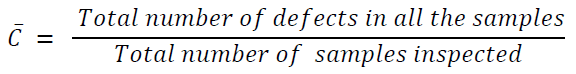 C̄ = Total number of defects in all the samples
Total number of samples inspected